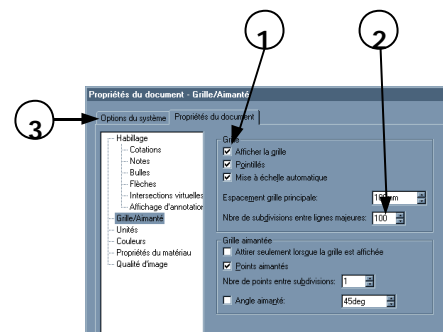 1
2
3
Propriétés du document - Grille/Aimanté
Options du système
Propriétés du document
Habillage
Cotations
Notes
Bulles
Flèches
Intersections virtuelles
Affichage d'annotation
Grille/Aimanté
Unités
Couleurs
Propriétés du matériau
Qualité d'image
Grille
Afficher la grille
Pointillés
Mise à échelle automatique
Espacement grille principale:
Nbre de subdivisions entre lignes majeures: 100
Grille aimantée
Attirer seulement lorsque la grille est affichée
Points aimantés
Nbre de points entre subdivisions: 1
Angle aimanté: 45deg